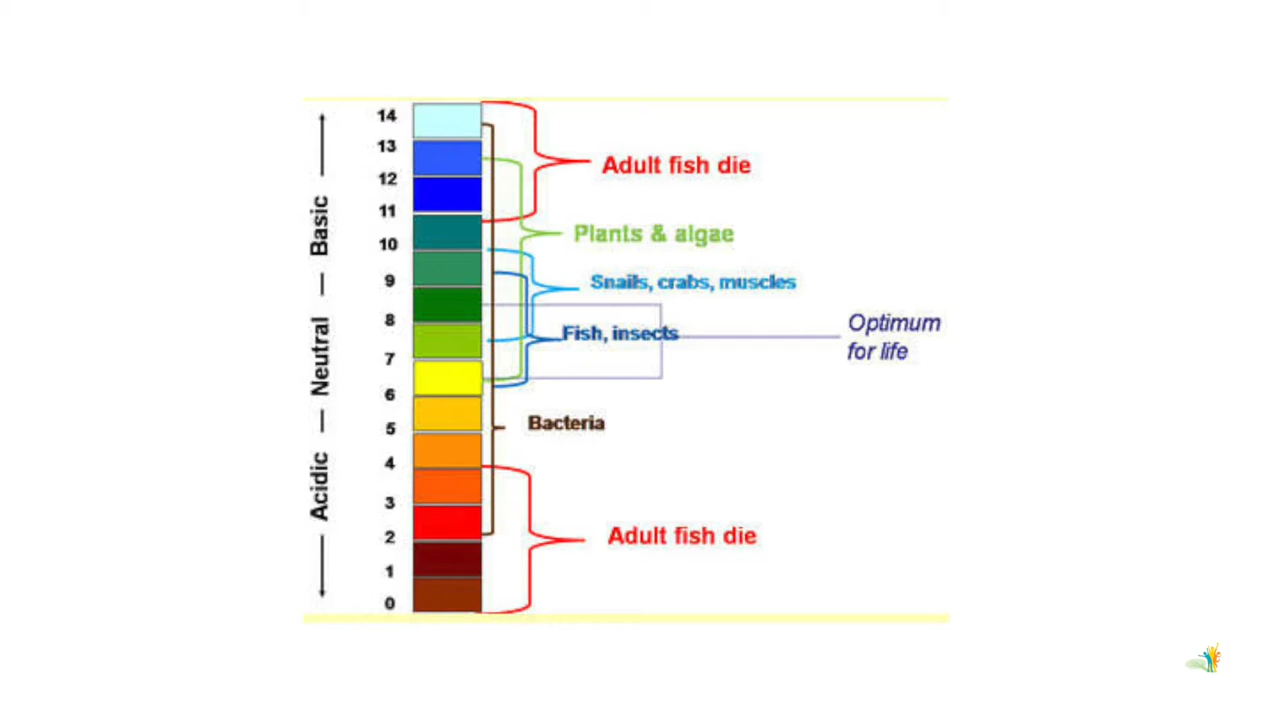 14
13
12
11
10
9
8
7
6
5
4
3
2
1
0
Basic
Neutral
Acidic
Adult fish die
Plants & algae
Snails, crabs, muscles
Fish, insects
Optimum
for life
Bacteria
Adult fish die